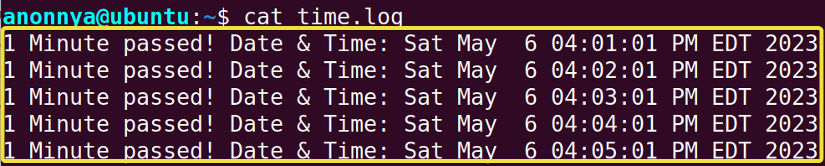 anonnya@ubuntu:~$ cat time.log
1 Minute passed! Date & Time: Sat May  6 04:01:01 PM EDT 2023
1 Minute passed! Date & Time: Sat May  6 04:02:01 PM EDT 2023
1 Minute passed! Date & Time: Sat May  6 04:03:01 PM EDT 2023
1 Minute passed! Date & Time: Sat May  6 04:04:01 PM EDT 2023
1 Minute passed! Date & Time: Sat May  6 04:05:01 PM EDT 2023